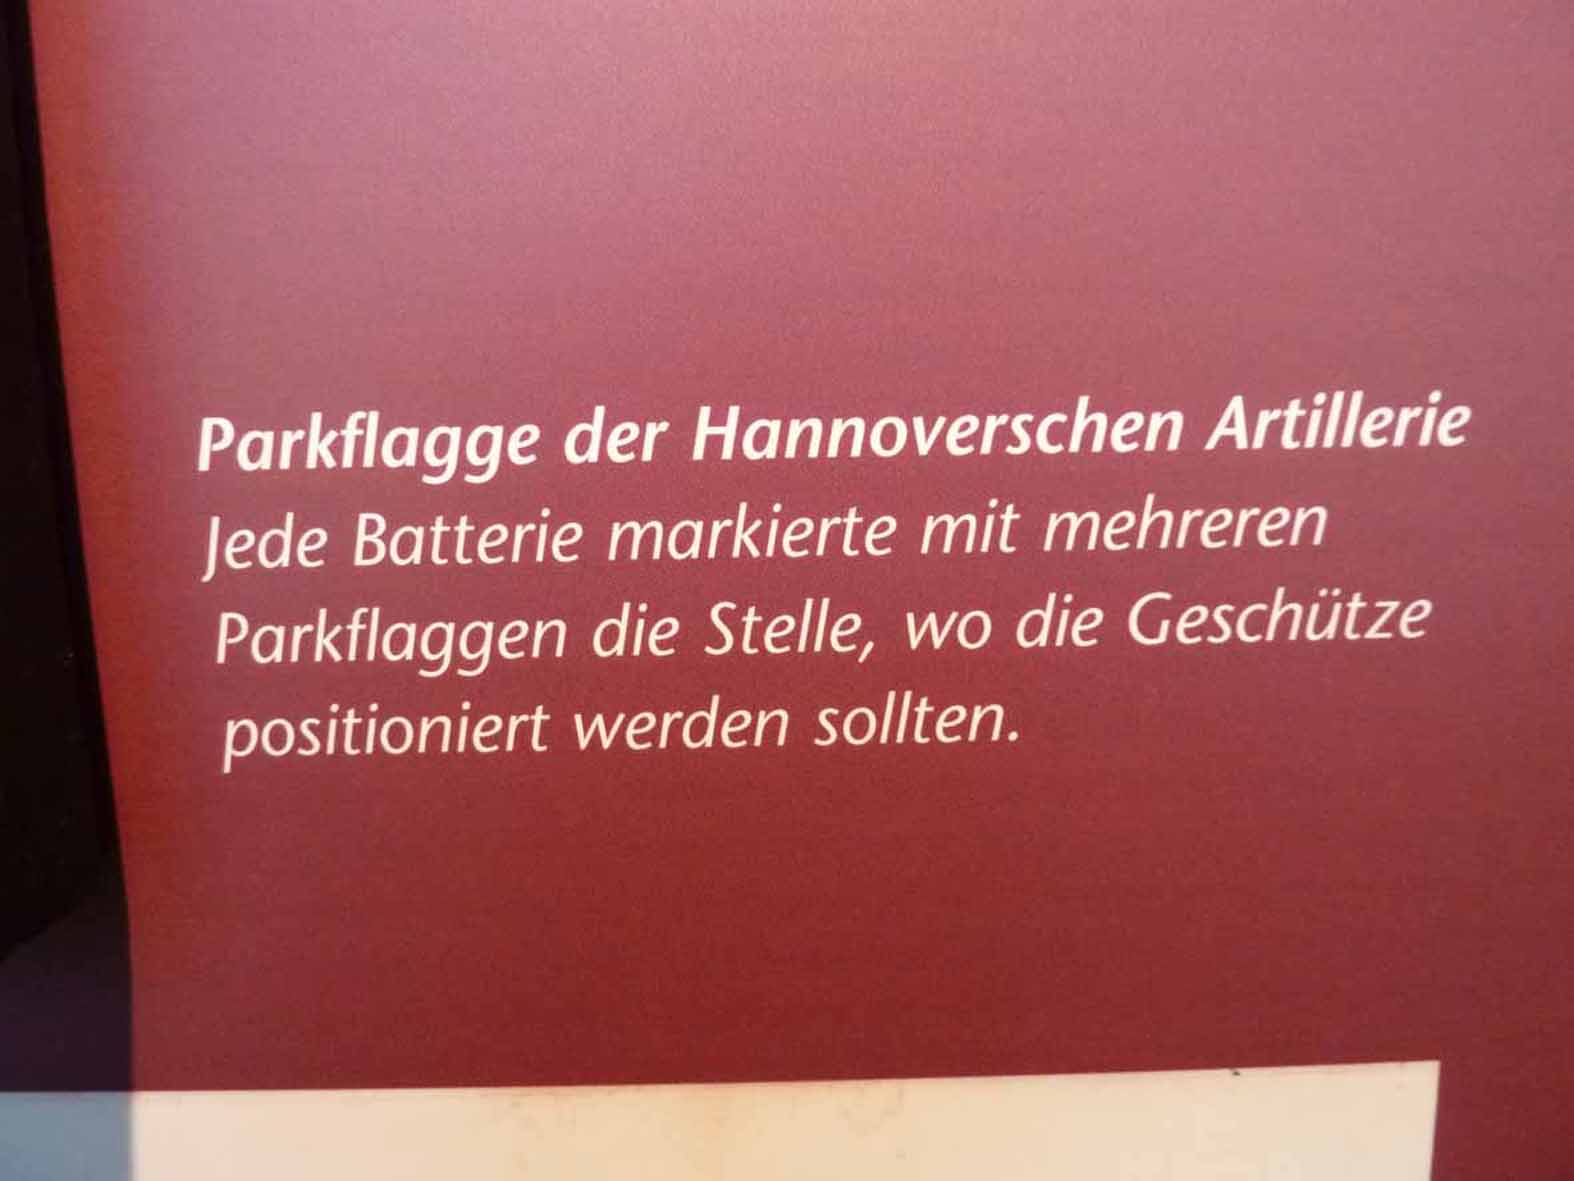 Parkflagge der Hannoverschen Artillerie
Jede Batterie markierte mit mehreren
Parkflaggen die Stelle, wo die Geschütze
positioniert werden sollten.